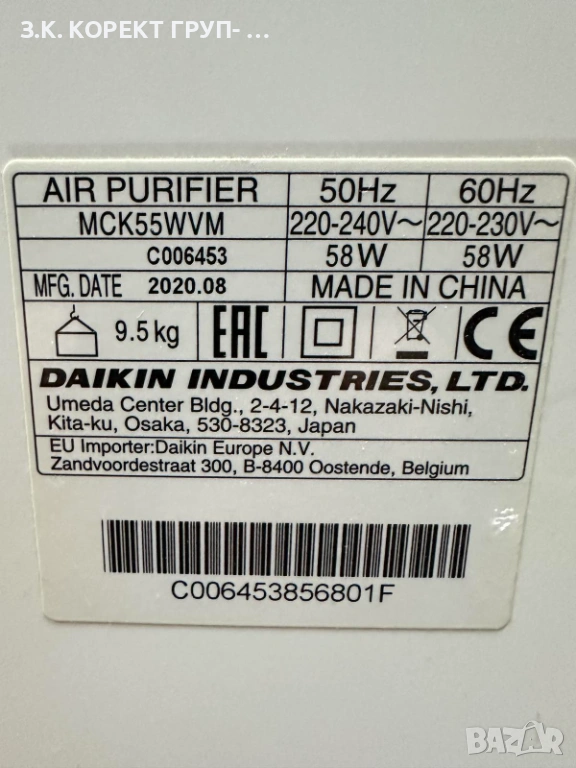 З.К. КОРЕКТ ГРУП- ...
AIR PURIFIER 50Hz 60Hz
MCK55WVM 220-240V~ 220-230V~
C006453 58W 58W
MFG. DATE 2020.08 MADE IN CHINA
9.5kg EAC CE
DAIKIN INDUSTRIES, LTD.
Umeda Center Bldg., 2-4-12, Nakazaki-Nishi,
Kita-ku, Osaka, 530-8323, Japan
EU Importer:Daikin Europe N.V.
Zandvoordestraat 300, B-8400 Oostende, Belgium
C006453856801F
BAZAR